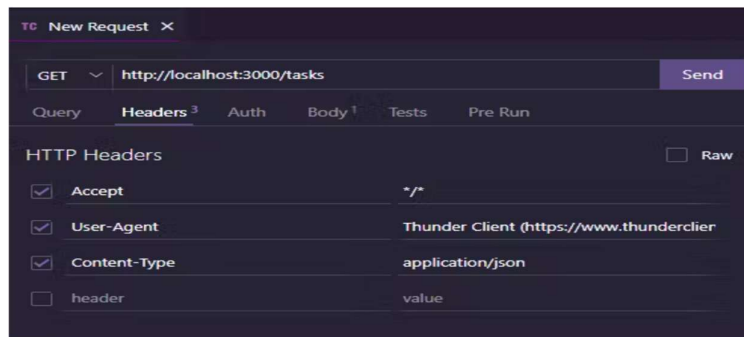 TC New Request ×
GET http://localhost:3000/tasks Send
Query Headers 3 Auth Body 1 Tests Pre Run
HTTP Headers Raw
Accept */*
User-Agent Thunder Client (https://www.thunderclier
Content-Type application/json
header value